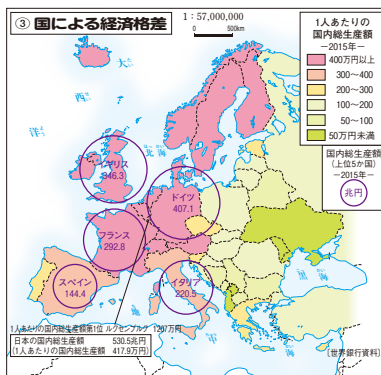 ③ 国による経済格差
1:57,000,000
0 500km
1人あたりの
国内総生産額
−2015年−
400万円以上
300〜400
200〜300
100〜200
50〜100
50万円未満
国内総生産額
(上位5か国)
−2015年−
兆円
大
西
洋
北海
イギリス
346.3
ドイツ
407.1
フランス
292.8
スペイン
144.4
イタリア
220.5
地
中
海
黒
海
1人あたりの国内総生産額第1位 ルクセンブルク 1207万円
日本の国内総生産額 530.5兆円
(1人あたりの国内総生産額 417.9万円)
〔世界銀行資料〕